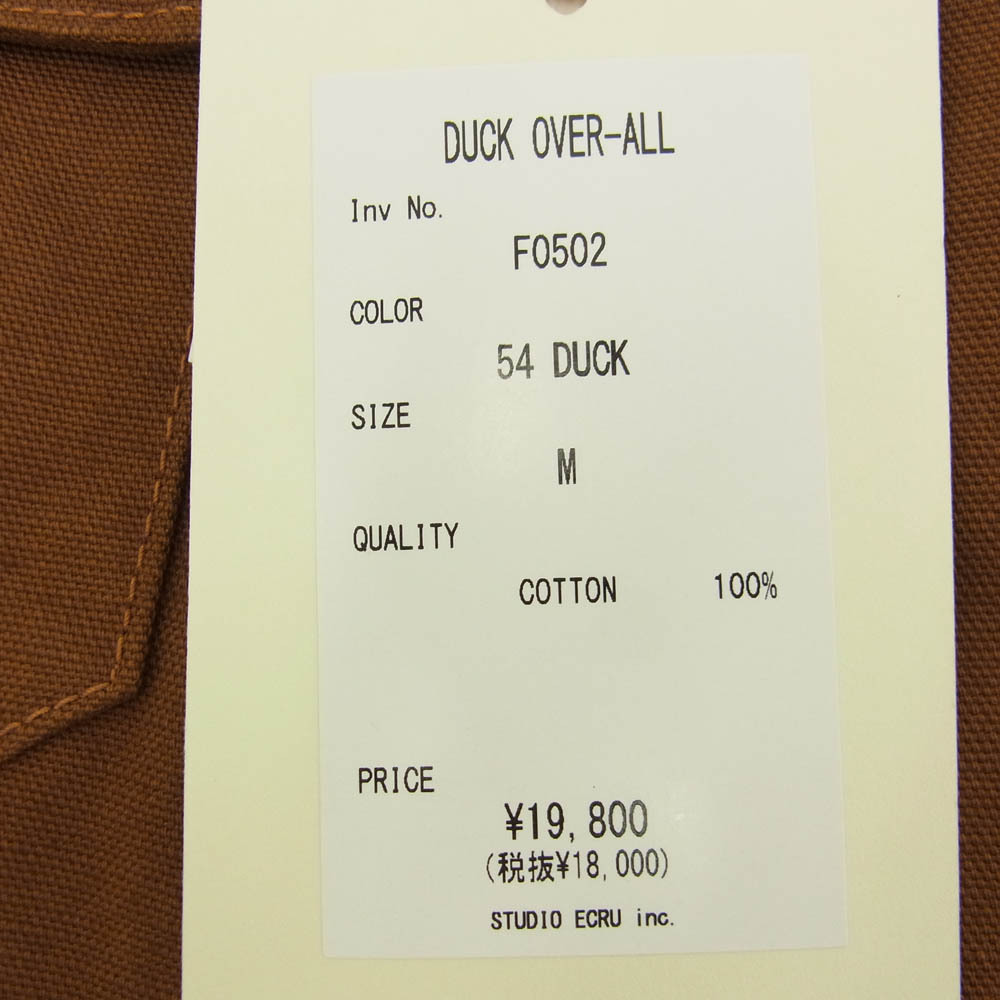 DUCK OVER-ALL
Inv No.
F0502
COLOR
54 DUCK
SIZE
M
QUALITY
COTTON 100%
PRICE
¥19,800
(税抜¥18,000)
STUDIO ECRU inc.